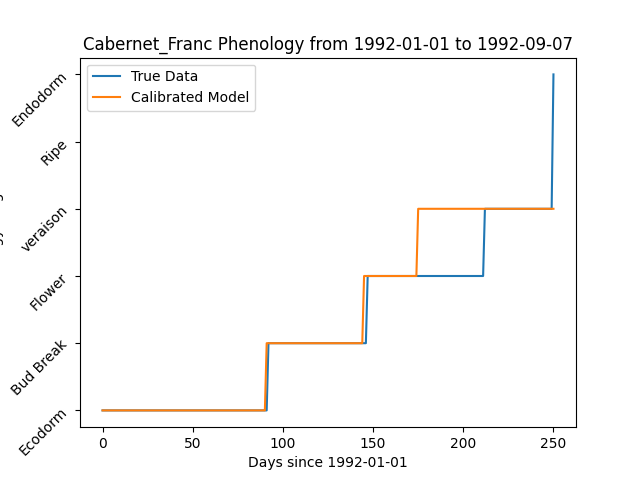 Cabernet_Franc Phenology from 1992-01-01 to 1992-09-07
True Data
Calibrated Model
Endodorm
Ripe
veraison
Flower
Bud Break
Ecodorm
0 50 100 150 200 250
Days since 1992-01-01